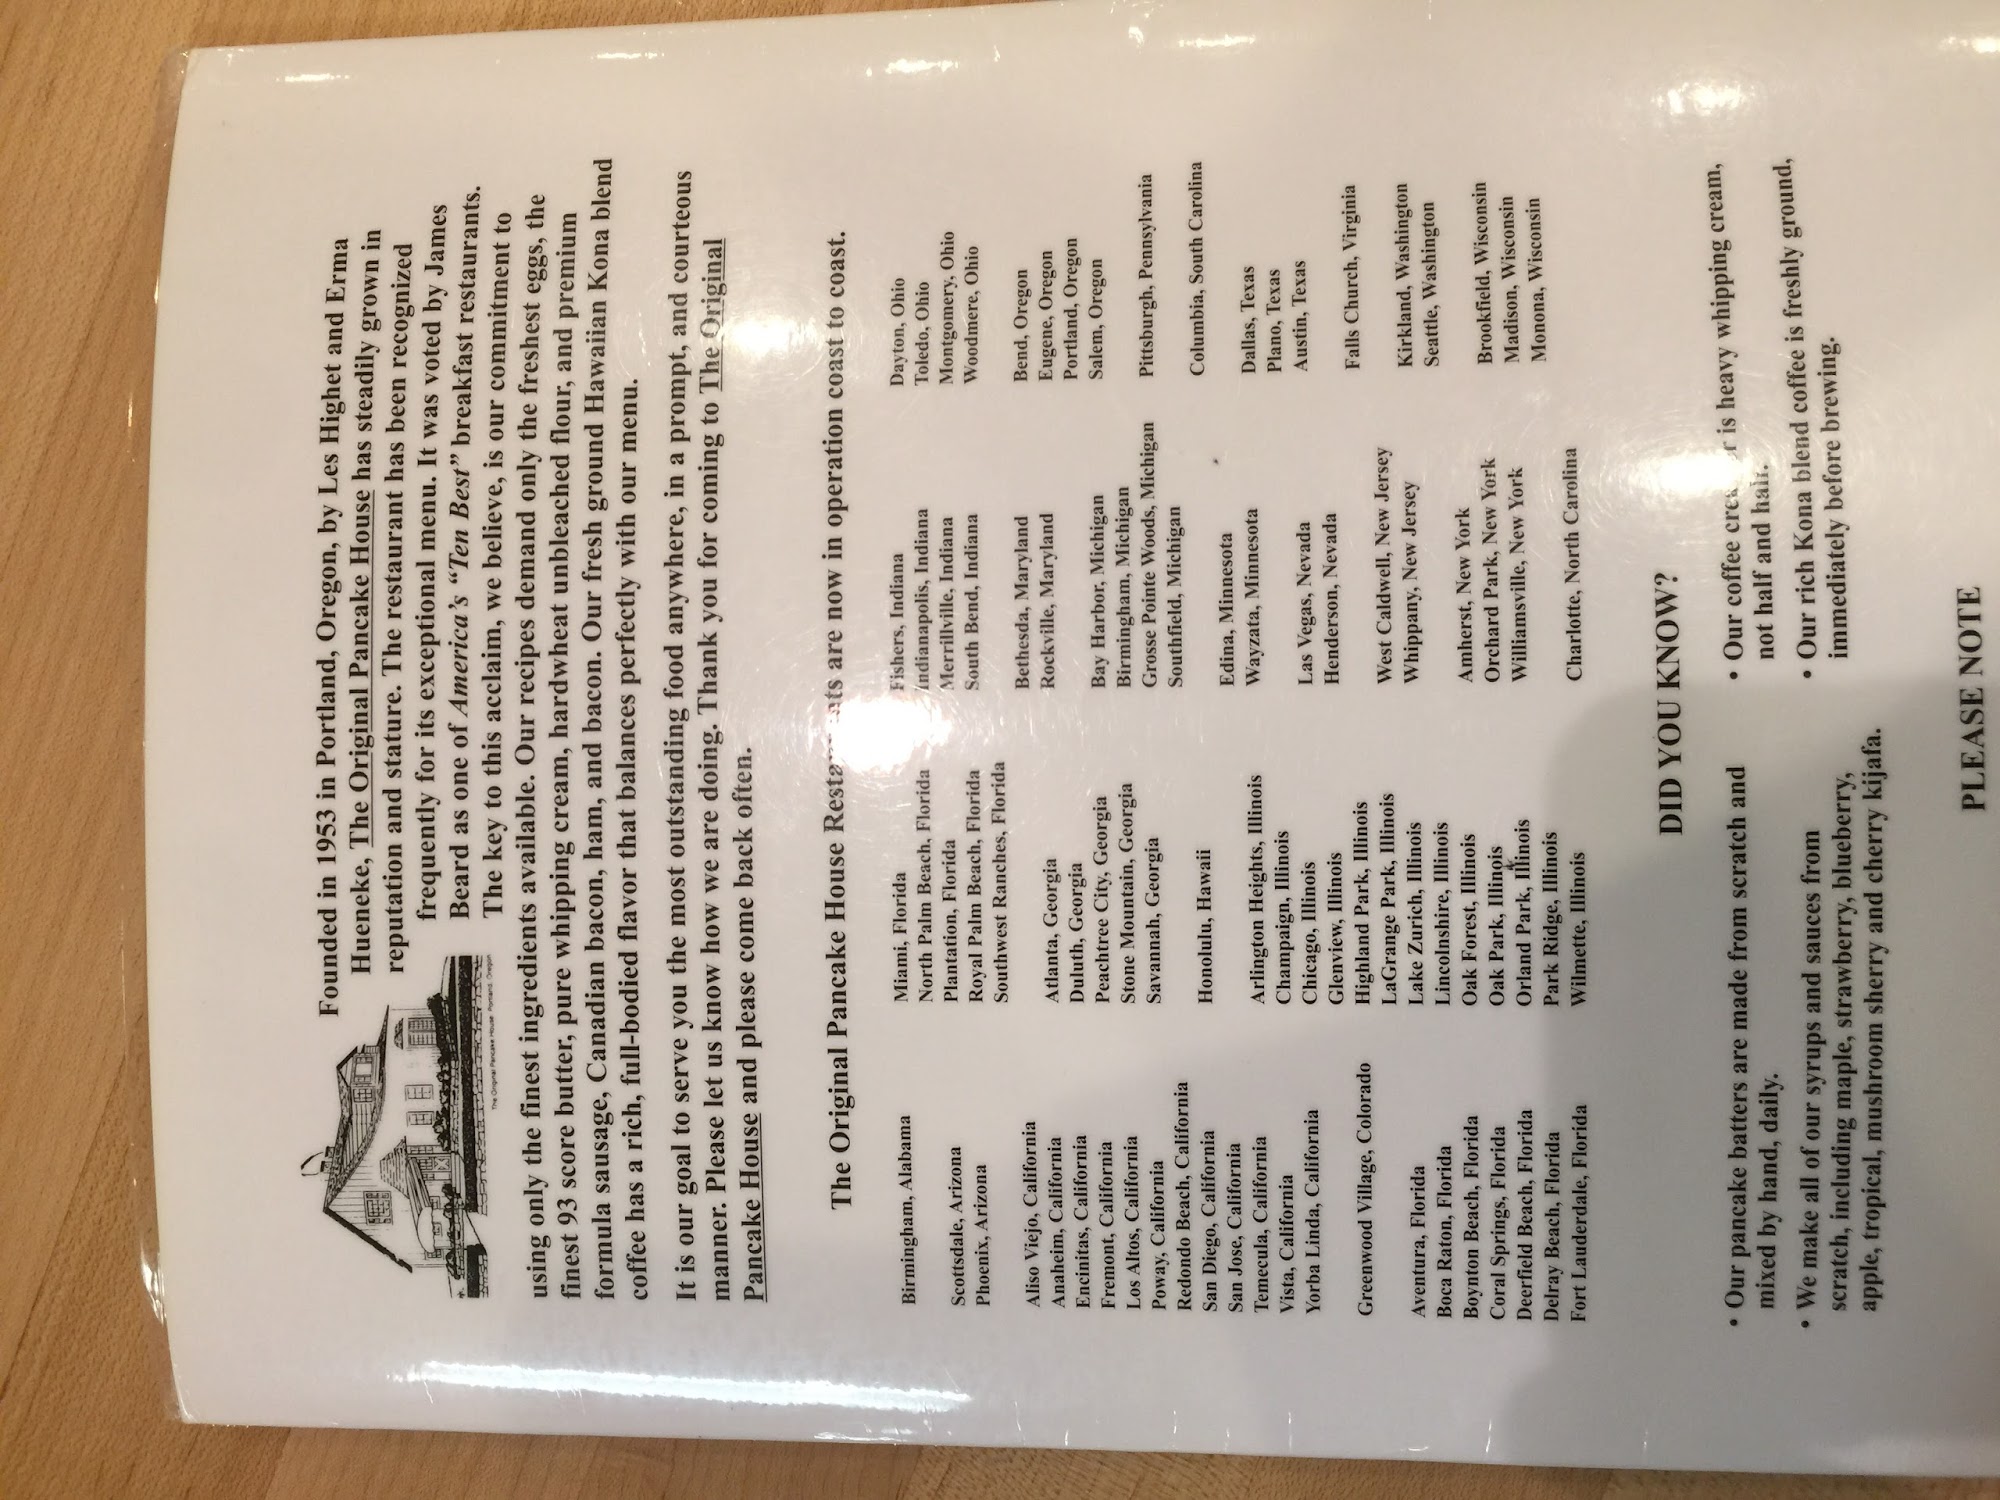 Founded in 1953 in Portland, Oregon, by Les Highet and Erma
Hueneke, The Original Pancake House has steadily grown in
reputation and stature. The restaurant has been recognized
frequently for its exceptional menu. It was voted by James
Beard as one of America's "Ten Best" breakfast restaurants.
The key to this acclaim, we believe, is our commitment to
The Original Pancake House Portland, Oregon
using only the finest ingredients available. Our recipes demand only the freshest eggs, the
finest 93 score butter, pure whipping cream, hardwheat unbleached flour, and premium
formula sausage, Canadian bacon, ham, and bacon. Our fresh ground Hawaiian Kona blend
coffee has a rich, full-bodied flavor that balances perfectly with our menu.
It is our goal to serve you the most outstanding food anywhere, in a prompt, and courteous
manner. Please let us know how we are doing. Thank you for coming to The Original
Pancake House and please come back often.
The Original Pancake House Restaurants are now in operation coast to coast.
Birmingham, Alabama
Scottsdale, Arizona
Phoenix, Arizona
Aliso Viejo, California
Anaheim, California
Encinitas, California
Fremont, California
Los Altos, California
Poway, California
Redondo Beach, California
San Diego, California
San Jose, California
Temecula, California
Vista, California
Yorba Linda, California
Greenwood Village, Colorado
Aventura, Florida
Boca Raton, Florida
Boynton Beach, Florida
Coral Springs, Florida
Deerfield Beach, Florida
Delray Beach, Florida
Fort Lauderdale, Florida
Miami, Florida
North Palm Beach, Florida
Plantation, Florida
Royal Palm Beach, Florida
Southwest Ranches, Florida
Atlanta, Georgia
Duluth, Georgia
Peachtree City, Georgia
Stone Mountain, Georgia
Savannah, Georgia
Honolulu, Hawaii
Arlington Heights, Illinois
Champaign, Illinois
Chicago, Illinois
Glenview, Illinois
Highland Park, Illinois
LaGrange Park, Illinois
Lake Zurich, Illinois
Lincolnshire, Illinois
Oak Forest, Illinois
Oak Park, Illinois
Orland Park, Illinois
Park Ridge, Illinois
Wilmette, Illinois
Fishers, Indiana
Indianapolis, Indiana
Merrillville, Indiana
South Bend, Indiana
Bethesda, Maryland
Rockville, Maryland
Bay Harbor, Michigan
Birmingham, Michigan
Grosse Pointe Woods, Michigan
Southfield, Michigan
Edina, Minnesota
Wayzata, Minnesota
Las Vegas, Nevada
Henderson, Nevada
West Caldwell, New Jersey
Whippany, New Jersey
Amherst, New York
Orchard Park, New York
Williamsville, New York
Charlotte, North Carolina
Dayton, Ohio
Toledo, Ohio
Montgomery, Ohio
Woodmere, Ohio
Bend, Oregon
Eugene, Oregon
Portland, Oregon
Salem, Oregon
Pittsburgh, Pennsylvania
Columbia, South Carolina
Dallas, Texas
Plano, Texas
Austin, Texas
Falls Church, Virginia
Kirkland, Washington
Seattle, Washington
Brookfield, Wisconsin
Madison, Wisconsin
Monona, Wisconsin
DID YOU KNOW?
• Our pancake batters are made from scratch and
mixed by hand, daily.
• We make all of our syrups and sauces from
scratch, including maple, strawberry, blueberry,
apple, tropical, mushroom sherry and cherry kijafa.
• Our coffee creamer is heavy whipping cream,
not half and half.
• Our rich Kona blend coffee is freshly ground,
immediately before brewing.
PLEASE NOTE